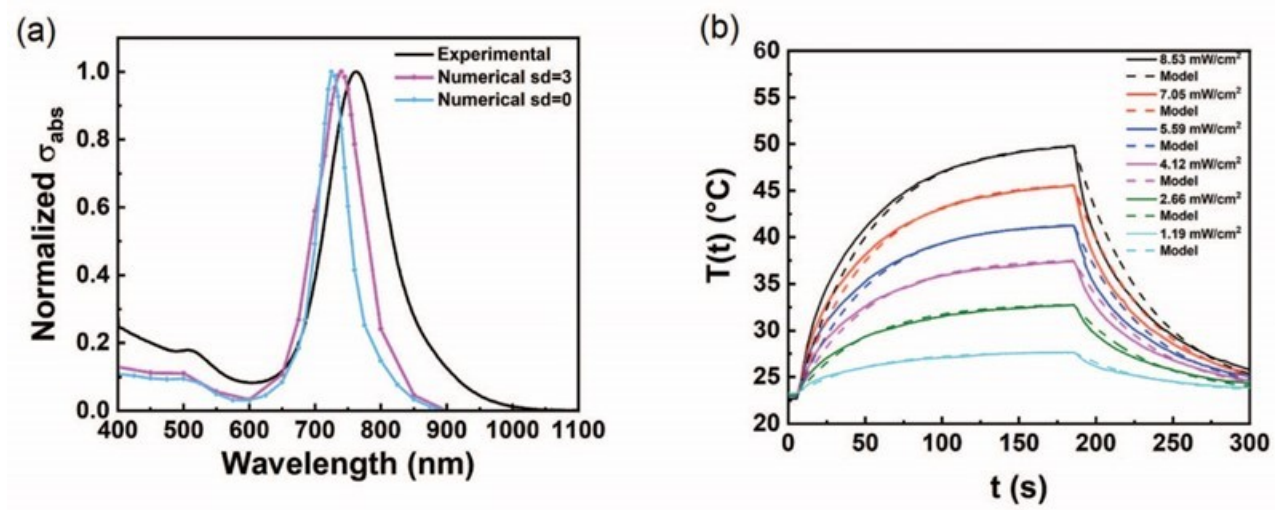 (a)
Normalized σabs
1.0
0.8
0.6
0.4
0.2
0.0
Experimental
Numerical sd=3
Numerical sd=0
400 500 600 700 800 900 1000 1100
Wavelength (nm)
(b)
T(t) (°C)
60
55
50
45
40
35
30
25
20
8.53 mW/cm²
Model
7.05 mW/cm²
Model
5.59 mW/cm²
Model
4.12 mW/cm²
Model
2.66 mW/cm²
Model
1.19 mW/cm²
Model
0 50 100 150 200 250 300
t (s)